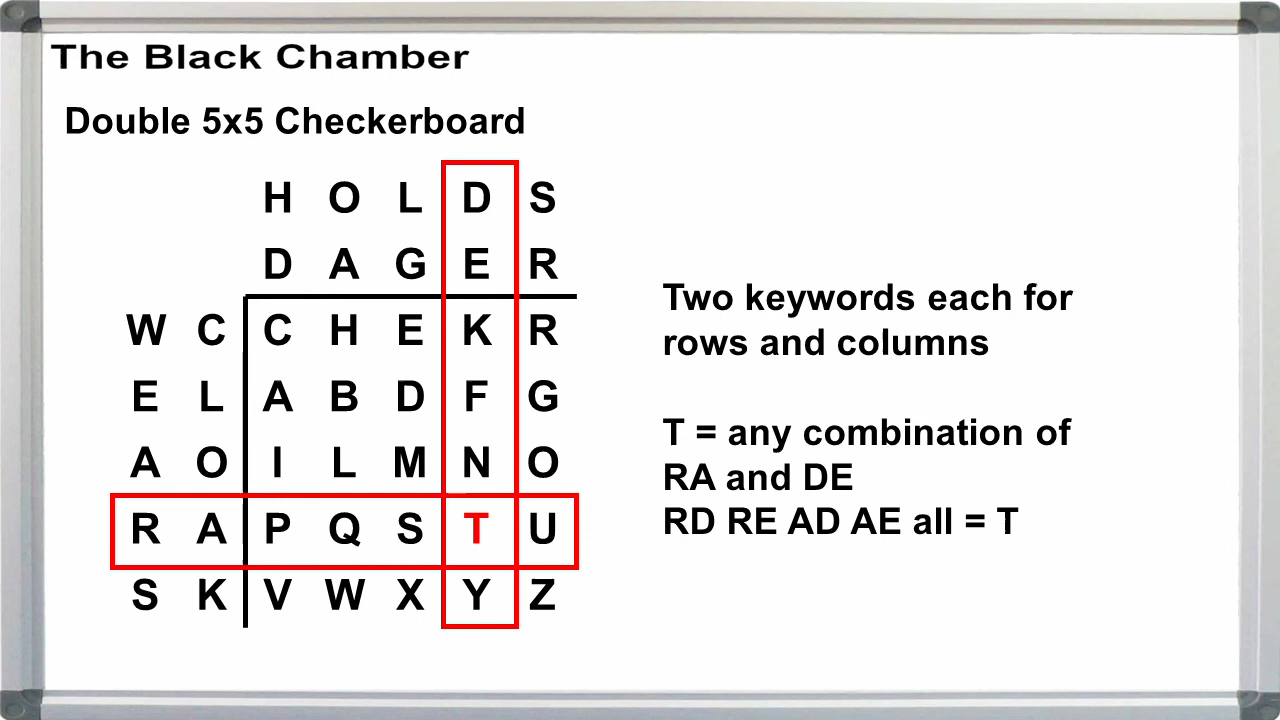 The Black Chamber
Double 5x5 Checkerboard
H O L D S
D A G E R
W C C H E K R
E L A B D F G
A O I L M N O
R A P Q S T U
S K V W X Y Z
Two keywords each for
rows and columns
T = any combination of
RA and DE
RD RE AD AE all = T